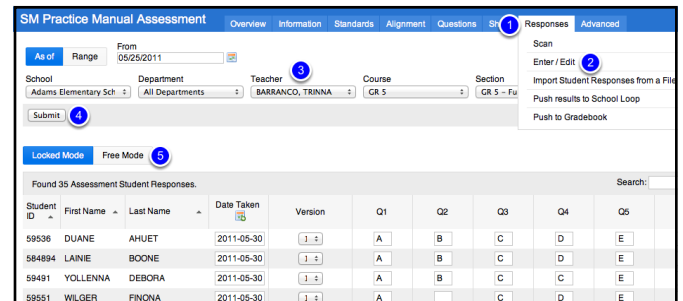 SM Practice Manual Assessment
Overview Information Standards Alignment Questions Sh 1 Responses Advanced
Scan
As of Range
From
05/25/2011
Enter / Edit 2
Import Student Responses from a File
Push results to School Loop
Push to Gradebook
School Department Teacher 3 Course Section
Adams Elementary Sch All Departments BARRANCO, TRINNA GR 5 GR 5 - Fu
Submit 4
Locked Mode Free Mode 5
Found 35 Assessment Student Responses. Search:
Student ID First Name Last Name Date Taken Version Q1 Q2 Q3 Q4 Q5
59536 DUANE AHUET 2011-05-30 1 A B C D E
584894 LAINIE BOONE 2011-05-30 1 A B C D E
59491 YOLLENNA DEBORA 2011-05-30 1 A B C C E
59551 WILGER FINONA 2011-05-30 1 A C D E